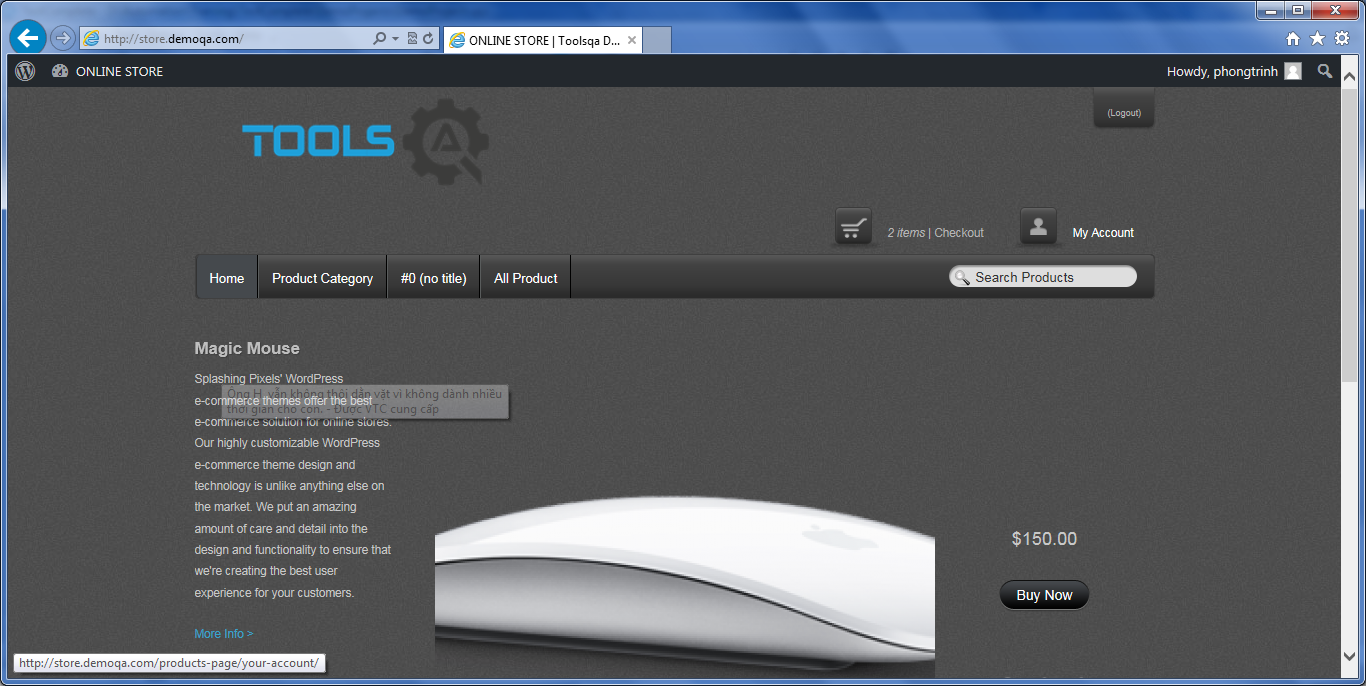 http://store.demoqa.com/
ONLINE STORE | Toolsqa D...
ONLINE STORE
Howdy, phongtrinh
TOOLS
(Logout)
2 items | Checkout
My Account
Home
Product Category
#0 (no title)
All Product
Search Products
Magic Mouse
Splashing Pixels' WordPress
e-commerce themes offer the best
e-commerce solution for online stores.
Our highly customizable WordPress
e-commerce theme design and
technology is unlike anything else on
the market. We put an amazing
amount of care and detail into the
design and functionality to ensure that
we're creating the best user
experience for your customers.
Ông H. vẫn không thôi dằn vặt vì không dành nhiều
thời gian cho con. - Được VTC cung cấp
$150.00
Buy Now
More Info >
http://store.demoqa.com/products-page/your-account/